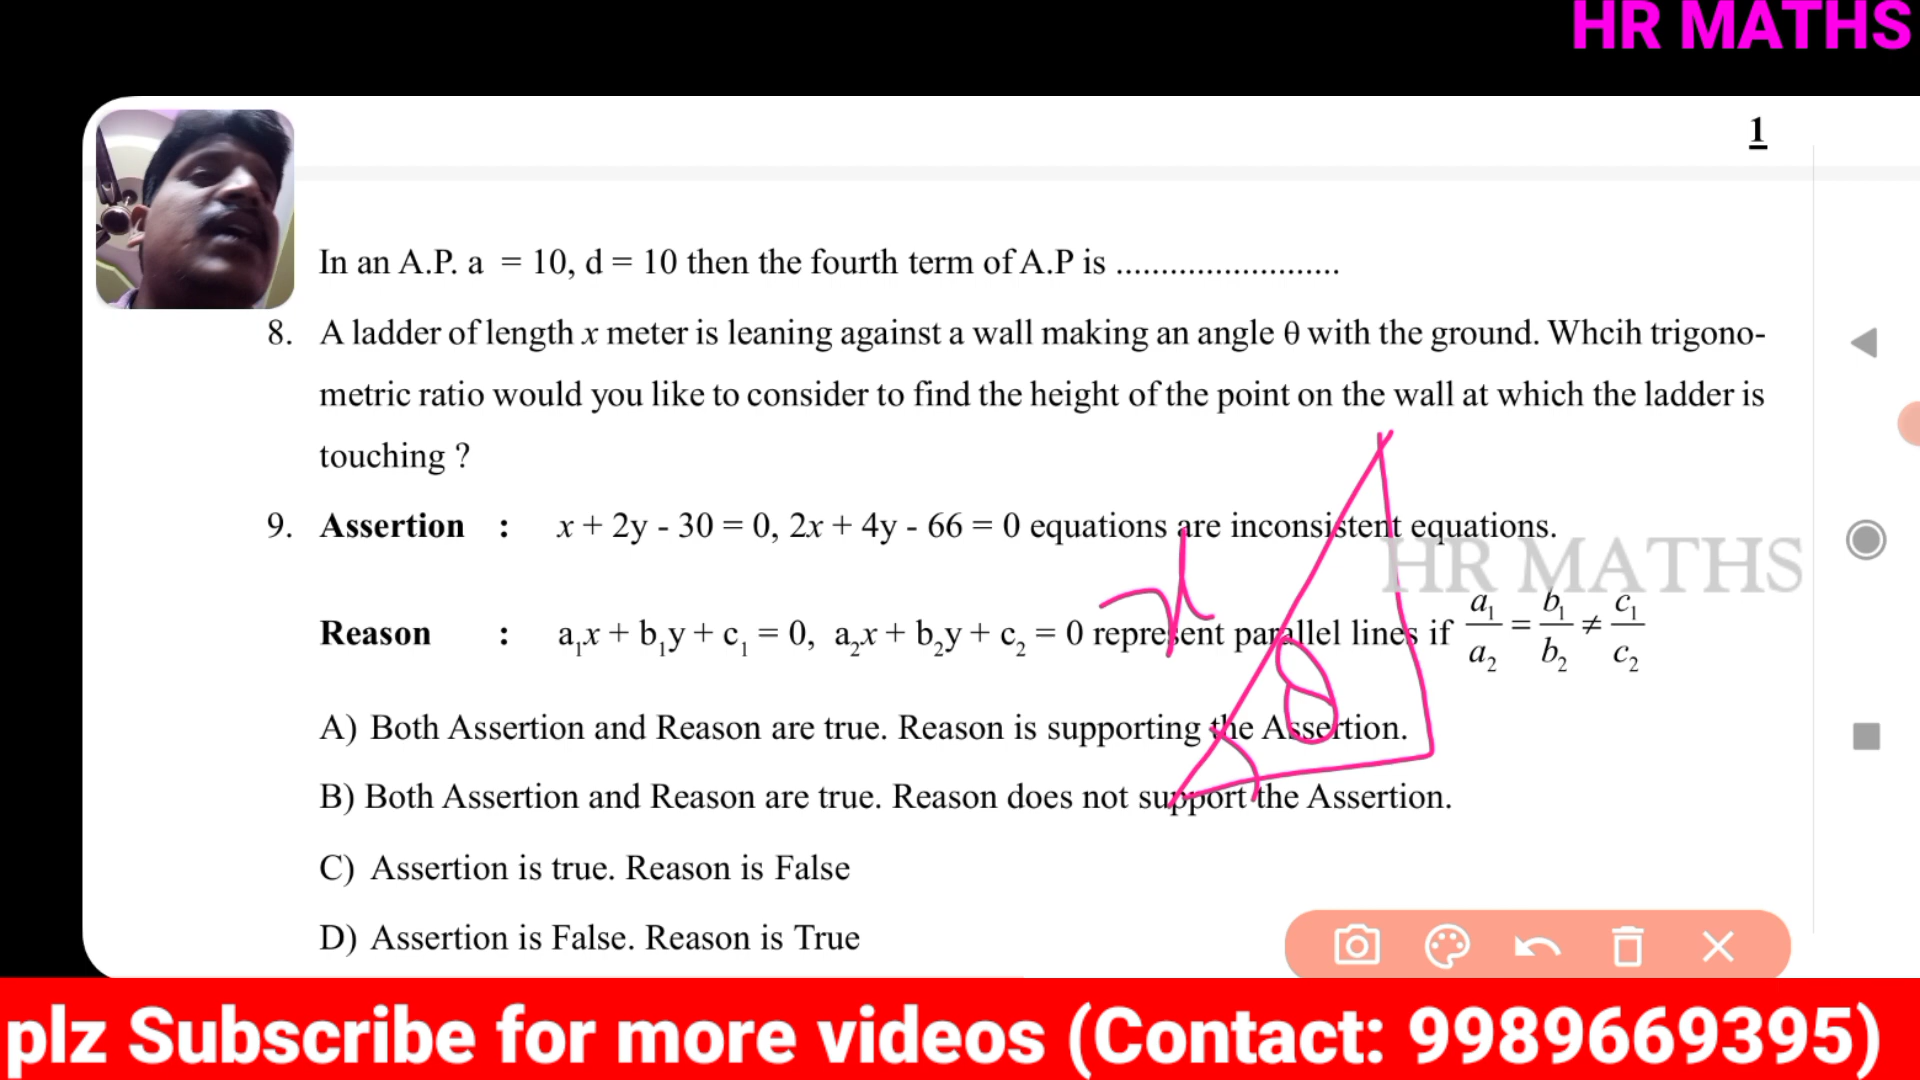 HR MATHS
1
In an A.P. a = 10, d = 10 then the fourth term of A.P is .........................
8. A ladder of length x meter is leaning against a wall making an angle θ with the ground. Whcih trigono-
metric ratio would you like to consider to find the height of the point on the wall at which the ladder is
touching ?
9. Assertion : x + 2y - 30 = 0, 2x + 4y - 66 = 0 equations are inconsistent equations.
HR MATHS
Reason : a₁x + b₁y + c₁ = 0, a₂x + b₂y + c₂ = 0 represent parallel lines if a₁/a₂ = b₁/b₂ ≠ c₁/c₂
x
θ
A) Both Assertion and Reason are true. Reason is supporting the Assertion.
B) Both Assertion and Reason are true. Reason does not support the Assertion.
C) Assertion is true. Reason is False
D) Assertion is False. Reason is True
plz Subscribe for more videos (Contact: 9989669395)